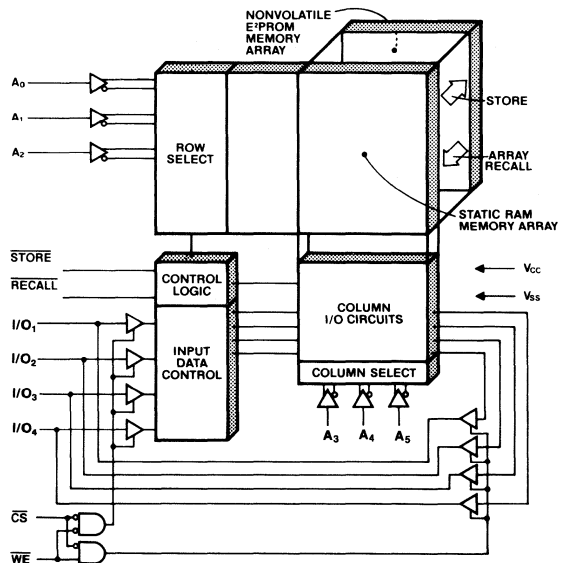 NONVOLATILE
E²PROM
MEMORY
ARRAY
A₀
A₁
A₂
ROW
SELECT
STORE
ARRAY
RECALL
STATIC RAM
MEMORY ARRAY
STORE
RECALL
CONTROL
LOGIC
COLUMN
I/O CIRCUITS
VCC
VSS
I/O₁
I/O₂
I/O₃
I/O₄
INPUT
DATA
CONTROL
COLUMN SELECT
A₃ A₄ A₅
CS
WE